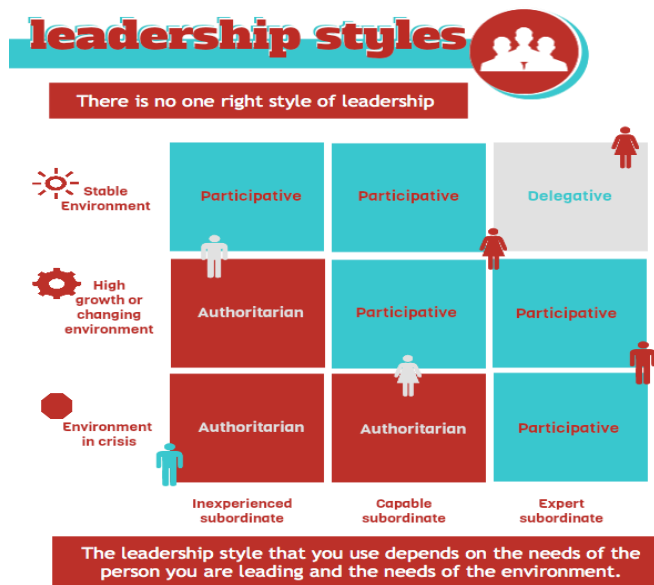 leadership styles
There is no one right style of leadership
Stable
Environment
Participative
Participative
Delegative
High
growth or
changing
environment
Authoritarian
Participative
Participative
Environment
in crisis
Authoritarian
Authoritarian
Participative
Inexperienced
subordinate
Capable
subordinate
Expert
subordinate
The leadership style that you use depends on the needs of the
person you are leading and the needs of the environment.